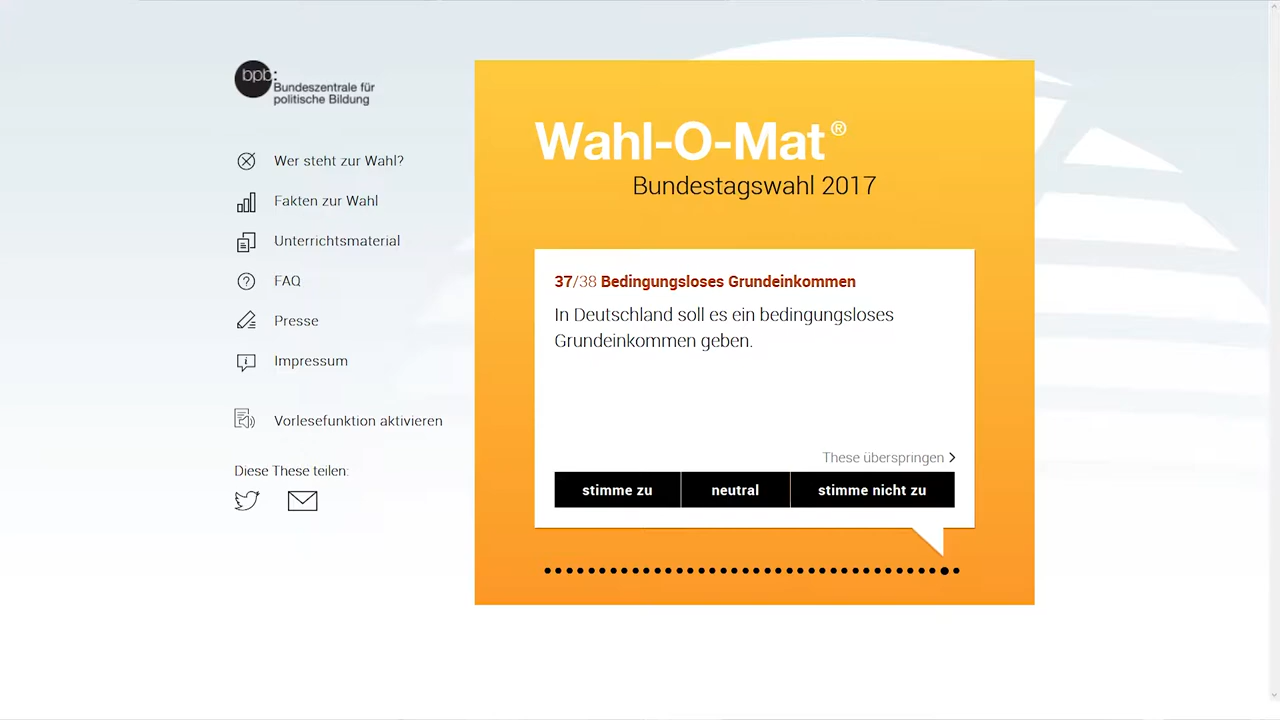 bpb:
Bundeszentrale für
politische Bildung
Wer steht zur Wahl?
Fakten zur Wahl
Unterrichtsmaterial
FAQ
Presse
Impressum
Vorlesefunktion aktivieren
Diese These teilen:
Wahl-O-Mat®
Bundestagswahl 2017
37/38 Bedingungsloses Grundeinkommen
In Deutschland soll es ein bedingungsloses
Grundeinkommen geben.
These überspringen
stimme zu neutral stimme nicht zu